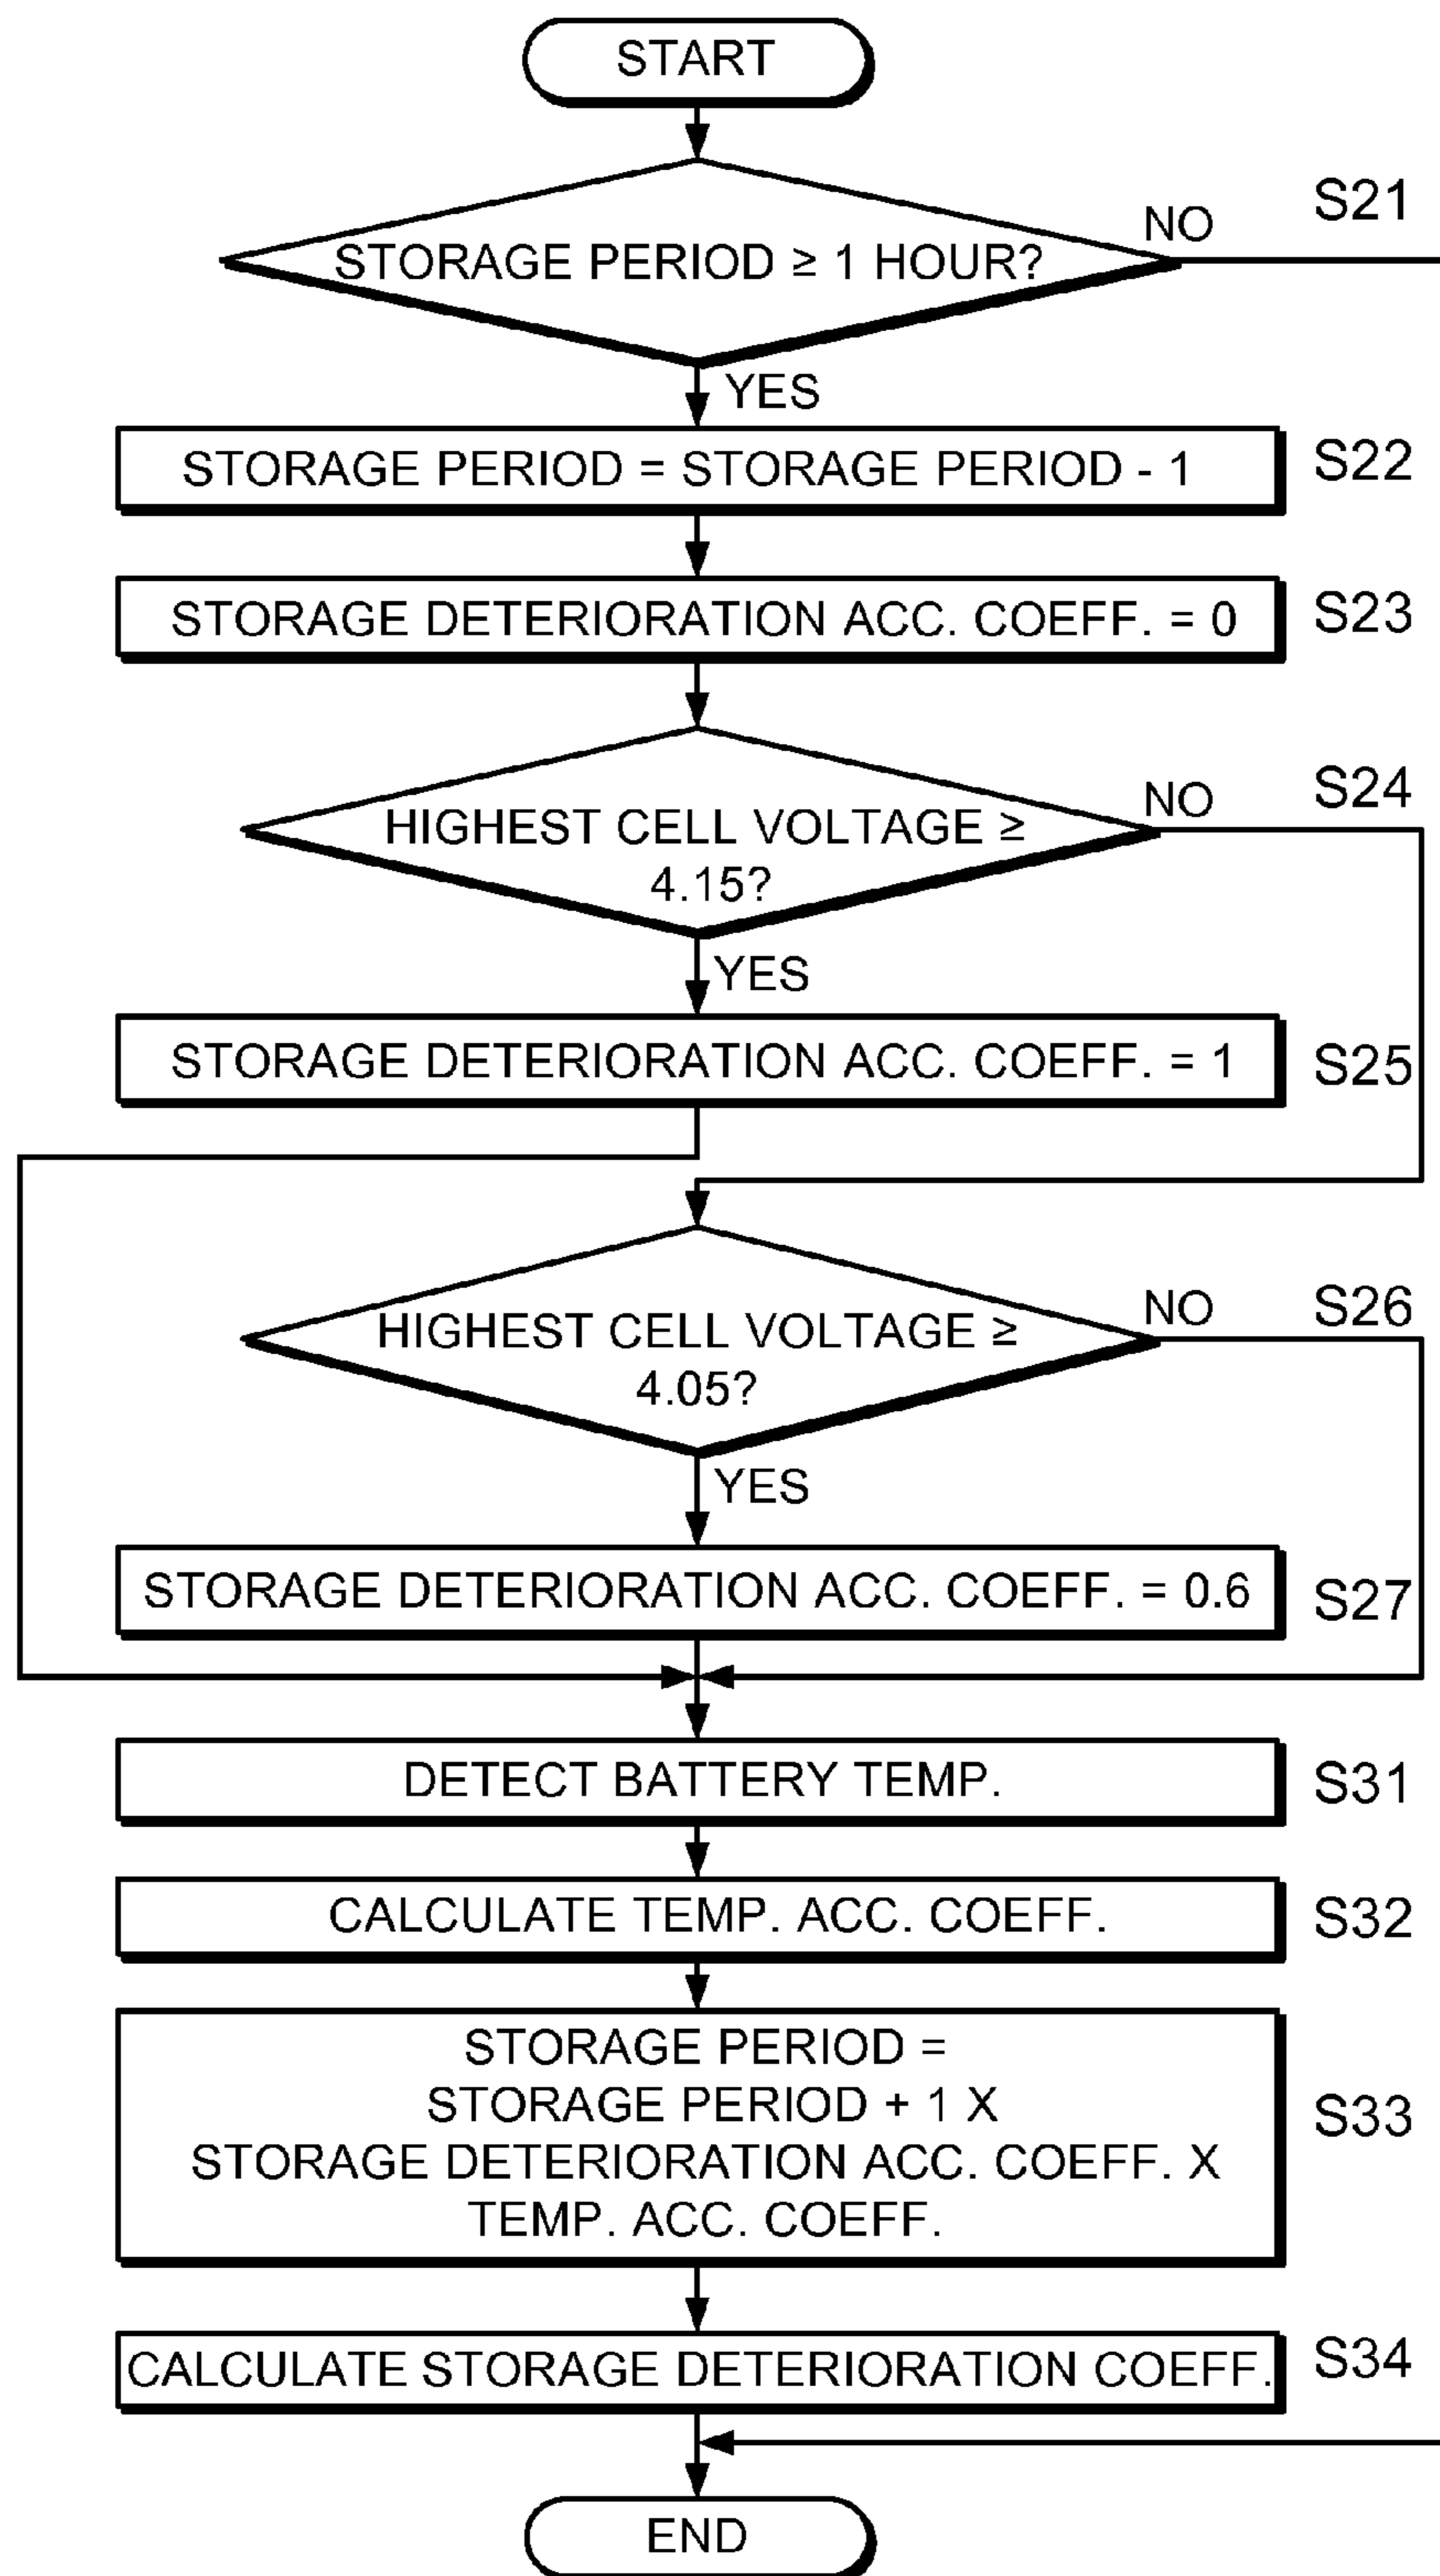 START
STORAGE PERIOD ≥ 1 HOUR?
NO
S21
YES
STORAGE PERIOD = STORAGE PERIOD - 1
S22
STORAGE DETERIORATION ACC. COEFF. = 0
S23
HIGHEST CELL VOLTAGE ≥
4.15?
NO
S24
YES
STORAGE DETERIORATION ACC. COEFF. = 1
S25
HIGHEST CELL VOLTAGE ≥
4.05?
NO
S26
YES
STORAGE DETERIORATION ACC. COEFF. = 0.6
S27
DETECT BATTERY TEMP.
S31
CALCULATE TEMP. ACC. COEFF.
S32
STORAGE PERIOD =
STORAGE PERIOD + 1 X
STORAGE DETERIORATION ACC. COEFF. X
TEMP. ACC. COEFF.
S33
CALCULATE STORAGE DETERIORATION COEFF.
S34
END